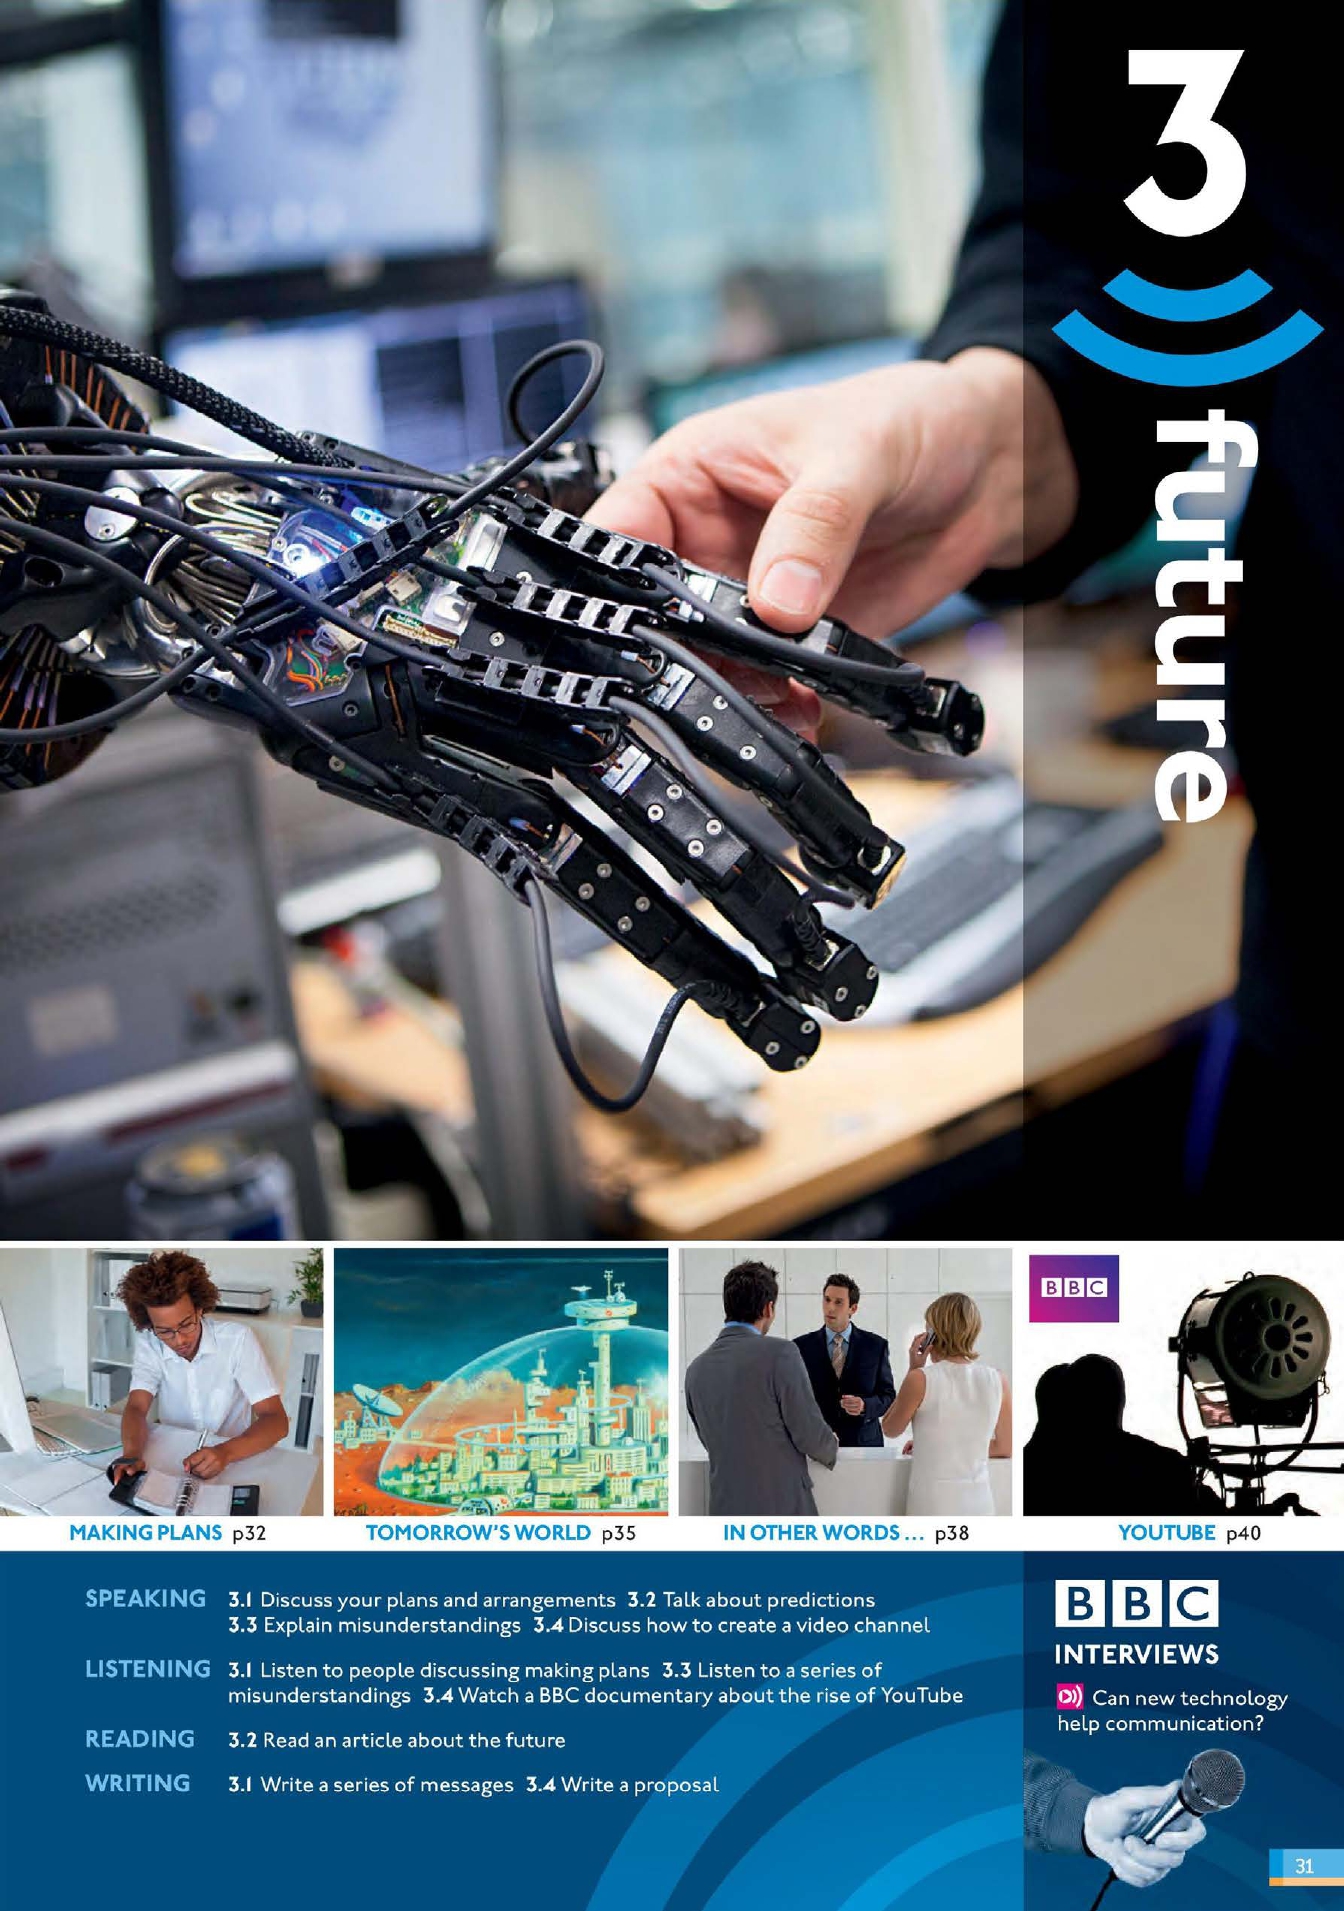 3
future
BBC
MAKING PLANS p32
TOMORROW'S WORLD p35
IN OTHER WORDS ... p38
YOUTUBE p40
SPEAKING 3.1 Discuss your plans and arrangements 3.2 Talk about predictions
3.3 Explain misunderstandings 3.4 Discuss how to create a video channel
LISTENING 3.1 Listen to people discussing making plans 3.3 Listen to a series of
misunderstandings 3.4 Watch a BBC documentary about the rise of YouTube
READING 3.2 Read an article about the future
WRITING 3.1 Write a series of messages 3.4 Write a proposal
BBC
INTERVIEWS
Can new technology
help communication?
31